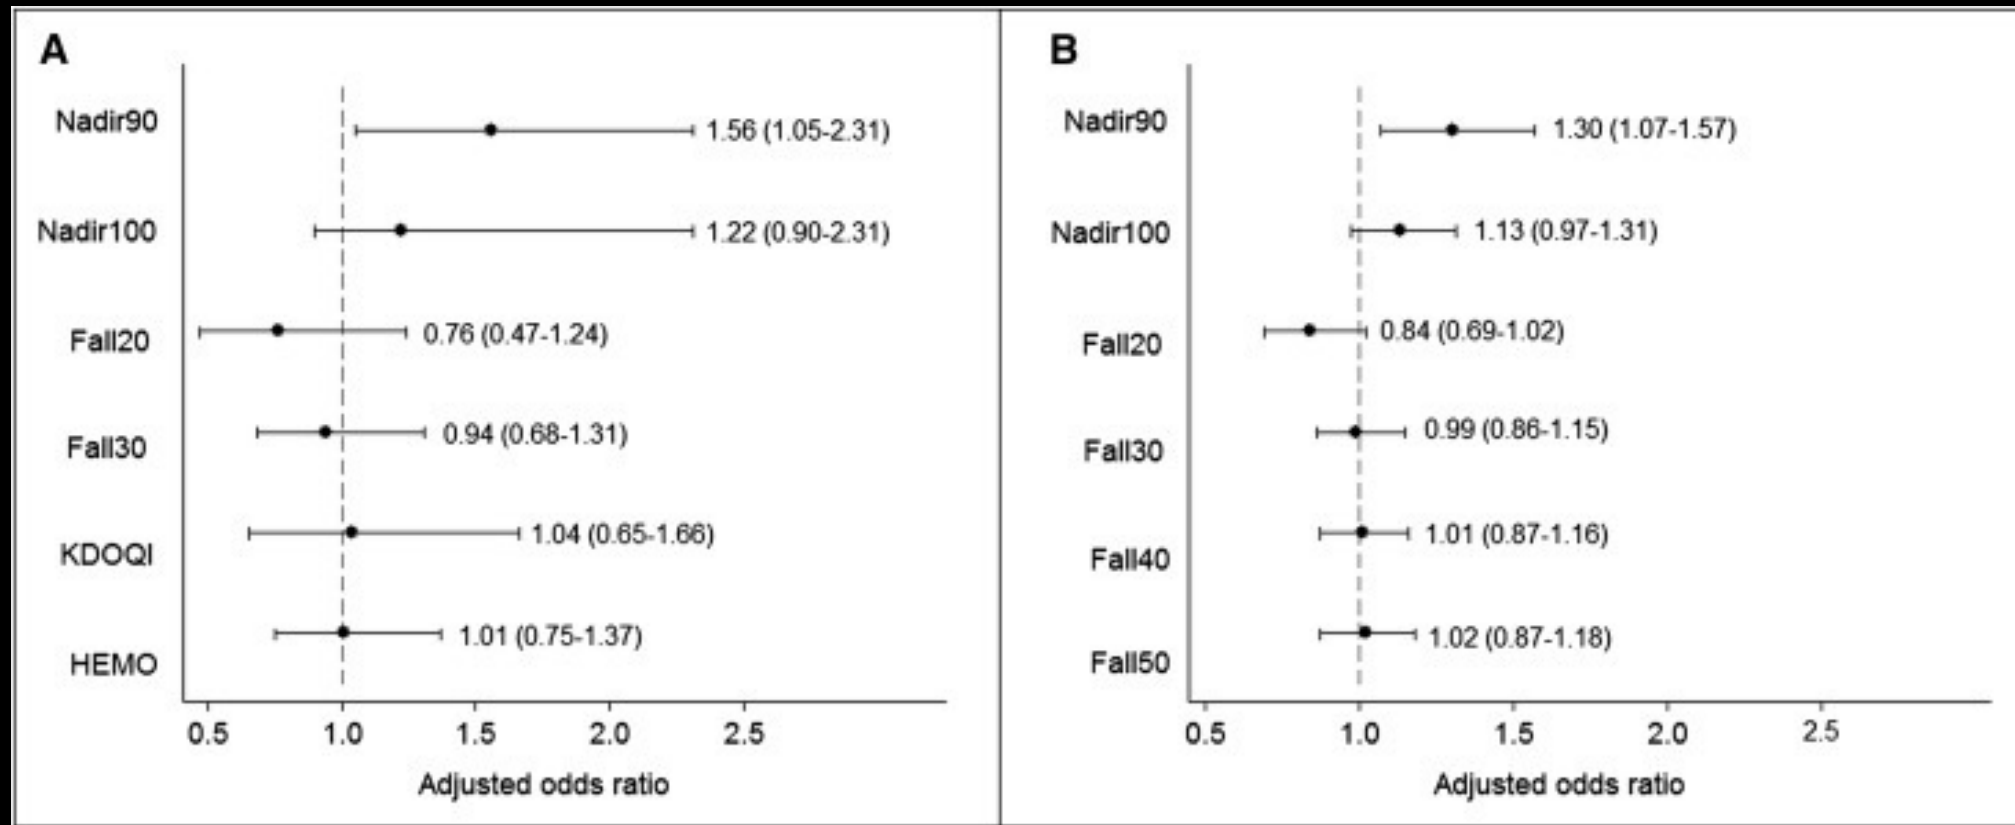 A
Nadir90
1.56 (1.05-2.31)
Nadir100
1.22 (0.90-2.31)
Fall20
0.76 (0.47-1.24)
Fall30
0.94 (0.68-1.31)
KDOQI
1.04 (0.65-1.66)
HEMO
1.01 (0.75-1.37)
0.5 1.0 1.5 2.0 2.5
Adjusted odds ratio
B
Nadir90
1.30 (1.07-1.57)
Nadir100
1.13 (0.97-1.31)
Fall20
0.84 (0.69-1.02)
Fall30
0.99 (0.86-1.15)
Fall40
1.01 (0.87-1.16)
Fall50
1.02 (0.87-1.18)
0.5 1.0 1.5 2.0 2.5
Adjusted odds ratio